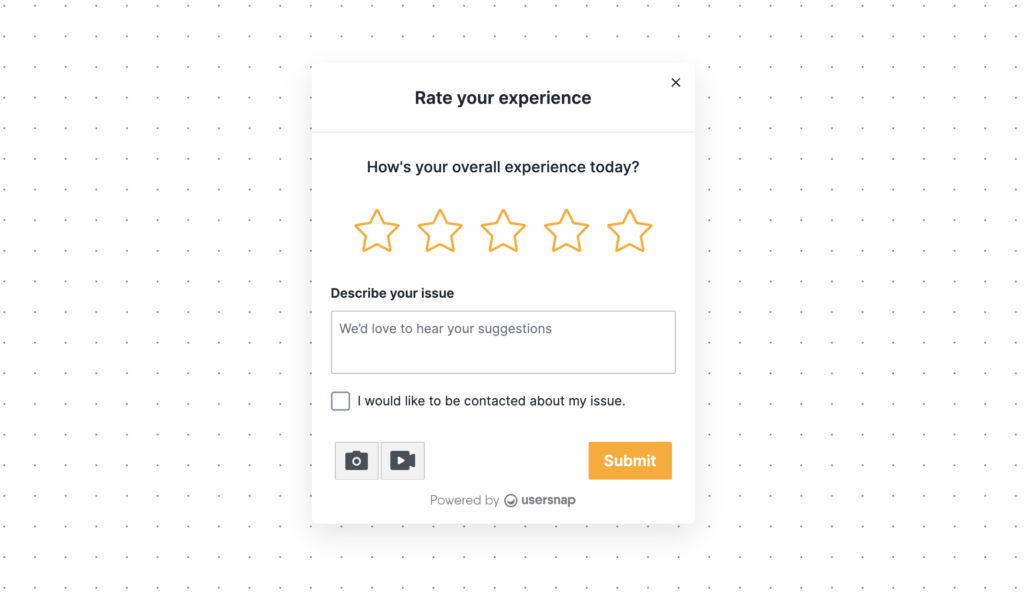 Rate your experience
How's your overall experience today?
Describe your issue
We’d love to hear your suggestions
I would like to be contacted about my issue.
Submit
Powered by usersnap